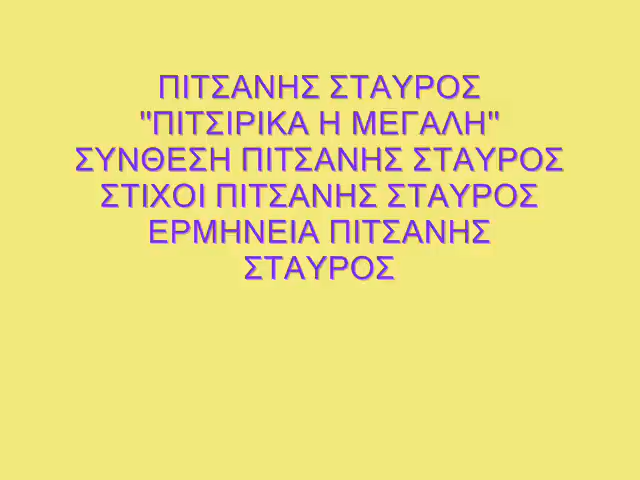 ΠΙΤΣΑΝΗΣ ΣΤΑΥΡΟΣ
"ΠΙΤΣΙΡΙΚΑ Η ΜΕΓΑΛΗ"
ΣΥΝΘΕΣΗ ΠΙΤΣΑΝΗΣ ΣΤΑΥΡΟΣ
ΣΤΙΧΟΙ ΠΙΤΣΑΝΗΣ ΣΤΑΥΡΟΣ
ΕΡΜΗΝΕΙΑ ΠΙΤΣΑΝΗΣ
ΣΤΑΥΡΟΣ